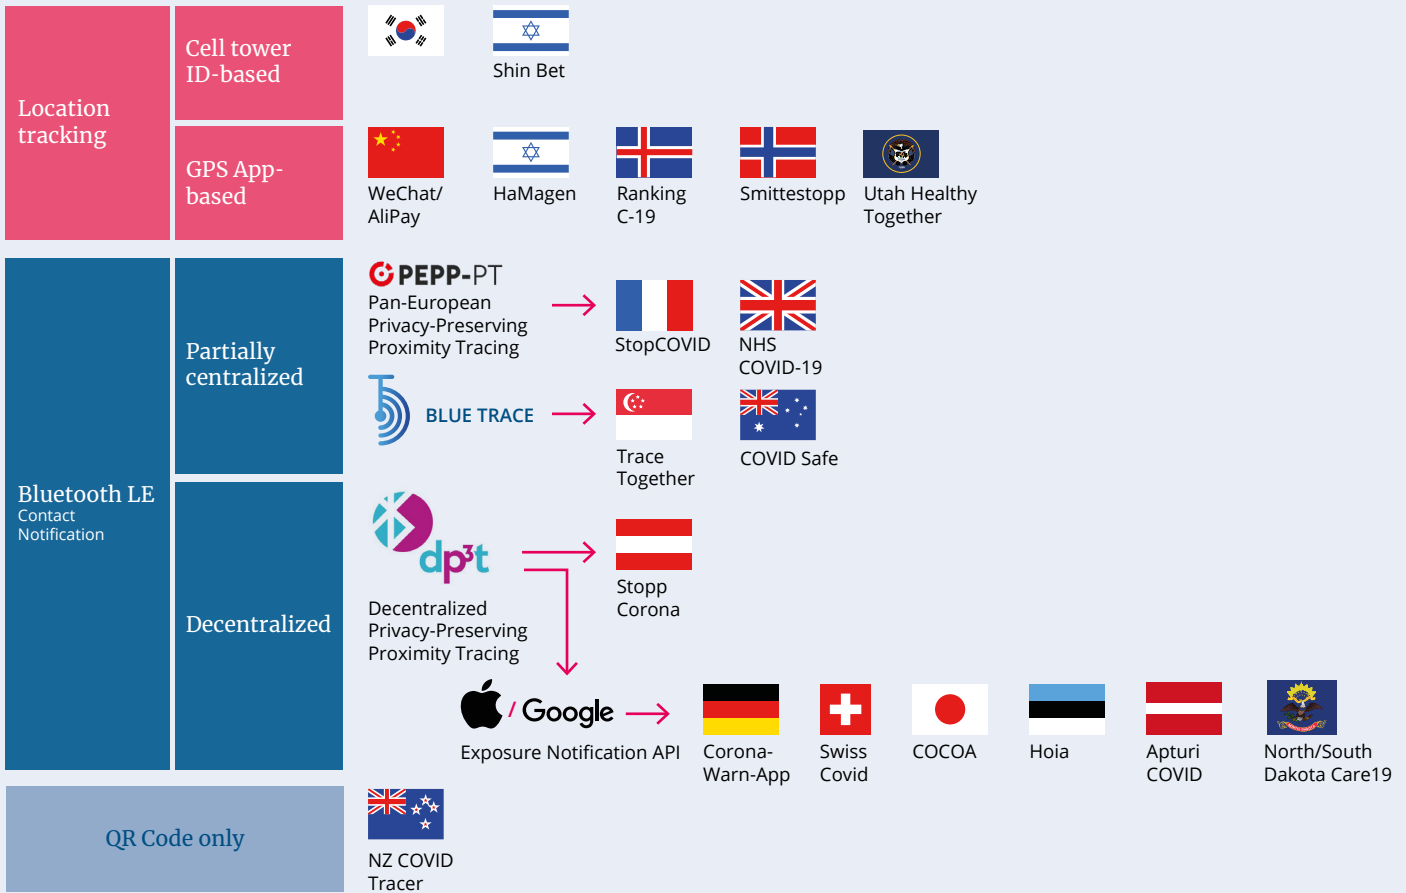 Location
tracking
Cell tower
ID-based
Shin Bet
GPS App-
based
WeChat/
AliPay
HaMagen
Ranking
C-19
Smittestopp
Utah Healthy
Together
Bluetooth LE
Contact
Notification
Partially
centralized
PEPP-PT
Pan-European
Privacy-Preserving
Proximity Tracing
StopCOVID
NHS
COVID-19
BLUE TRACE
Trace
Together
COVID Safe
Decentralized
dp3t
Decentralized
Privacy-Preserving
Proximity Tracing
Stopp
Corona
/ Google
Exposure Notification API
Corona-
Warn-App
Swiss
Covid
COCOA
Hoia
Apturi
COVID
North/South
Dakota Care19
QR Code only
NZ COVID
Tracer